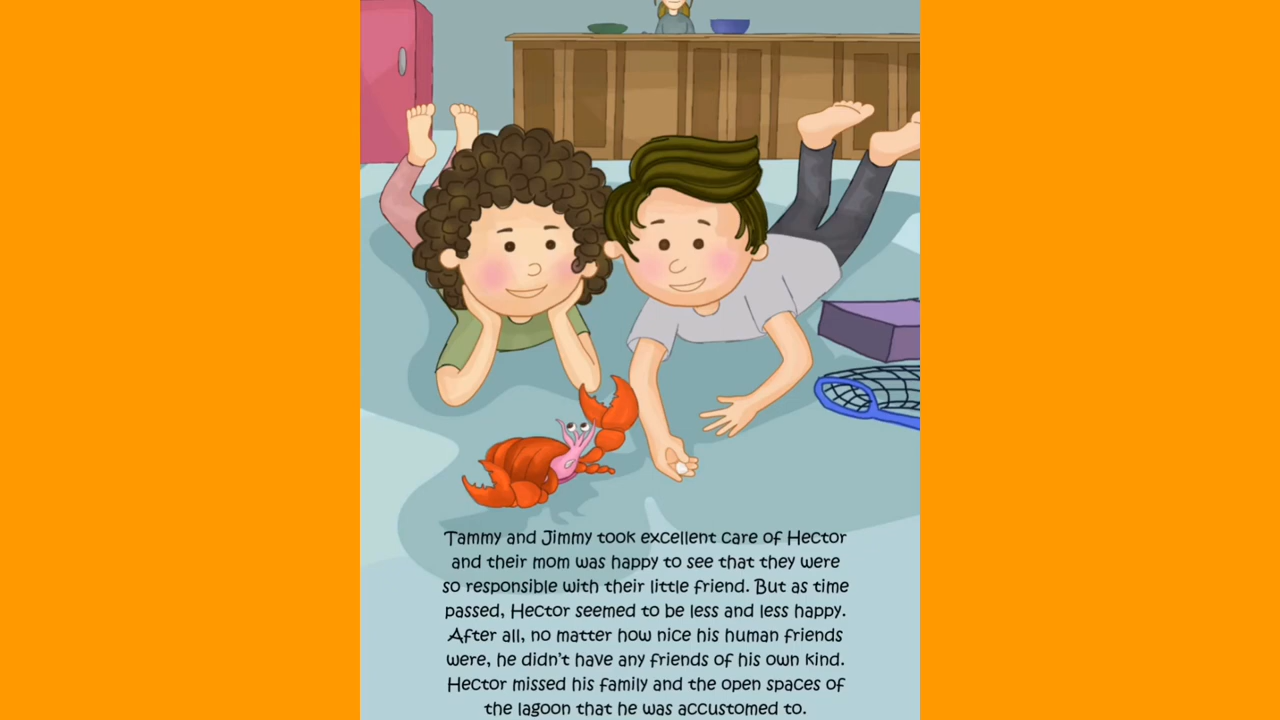 Tammy and Jimmy took excellent care of Hector
and their mom was happy to see that they were
so responsible with their little friend. But as time
passed, Hector seemed to be less and less happy.
After all, no matter how nice his human friends
were, he didn't have any friends of his own kind.
Hector missed his family and the open spaces of
the lagoon that he was accustomed to.